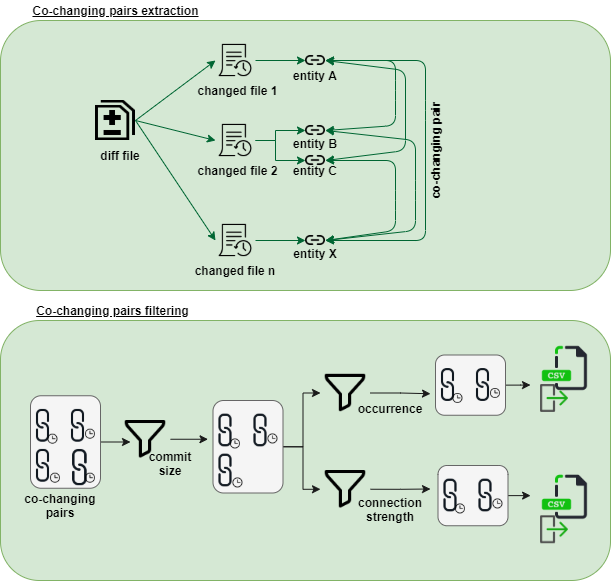 Co-changing pairs extraction
changed file 1
entity A
diff file
changed file 2
entity B
entity C
co-changing pair
changed file n
entity X
Co-changing pairs filtering
co-changing
pairs
commit
size
occurrence
CSV
connection
strength
CSV